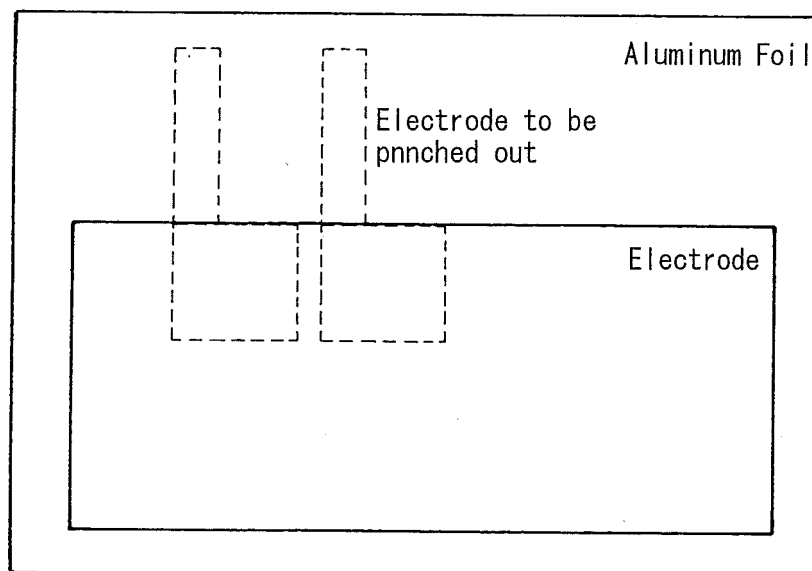 Aluminum Foil
Electrode to be
pnnched out
Electrode